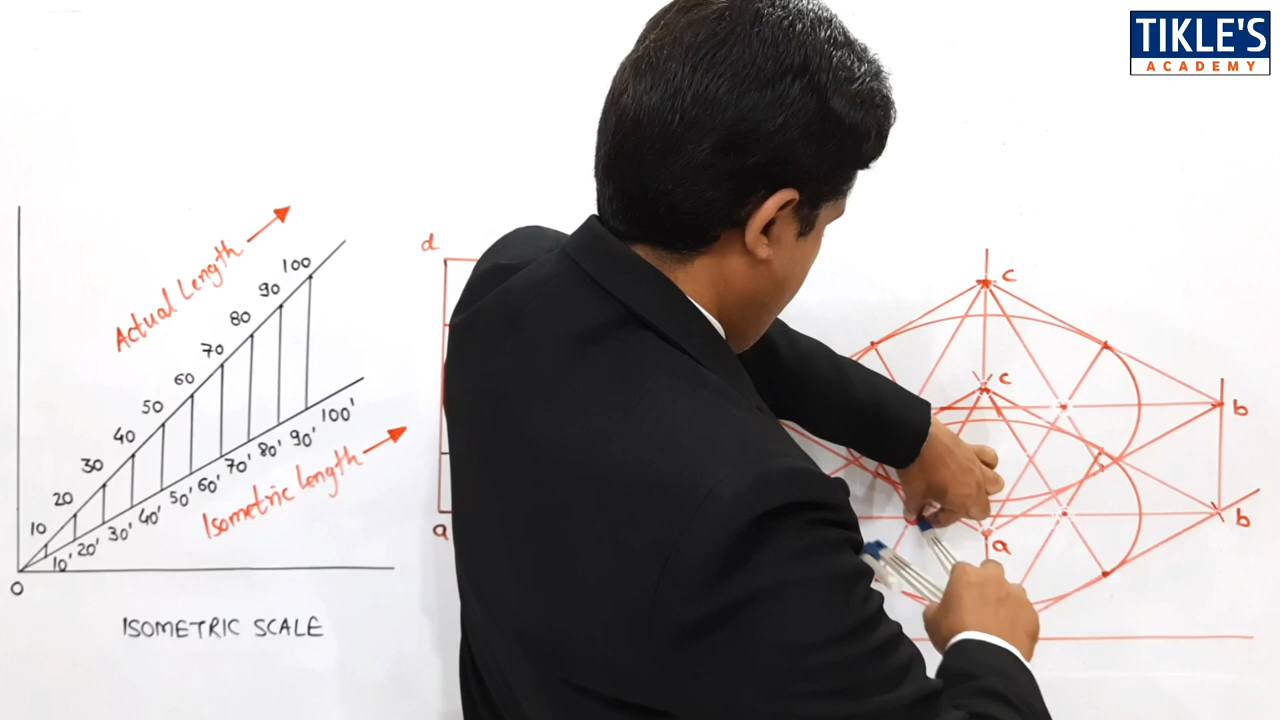 TIKLE'S
ACADEMY
Actual Length
100
90
80
70
60
50
40
30
20
10
O
10'
20'
30'
40'
50'
60'
70'
80'
90'
100'
Isometric Length
ISOMETRIC SCALE
d
a
c
c
b
b
a